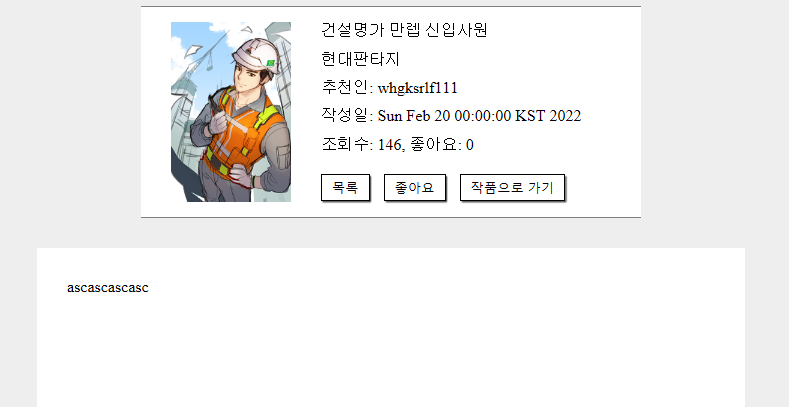 건설명가 만렙 신입사원
현대판타지
추천인: whgksrlf111
작성일: Sun Feb 20 00:00:00 KST 2022
조회수: 146, 좋아요: 0
목록 좋아요 작품으로 가기
ascascascasc